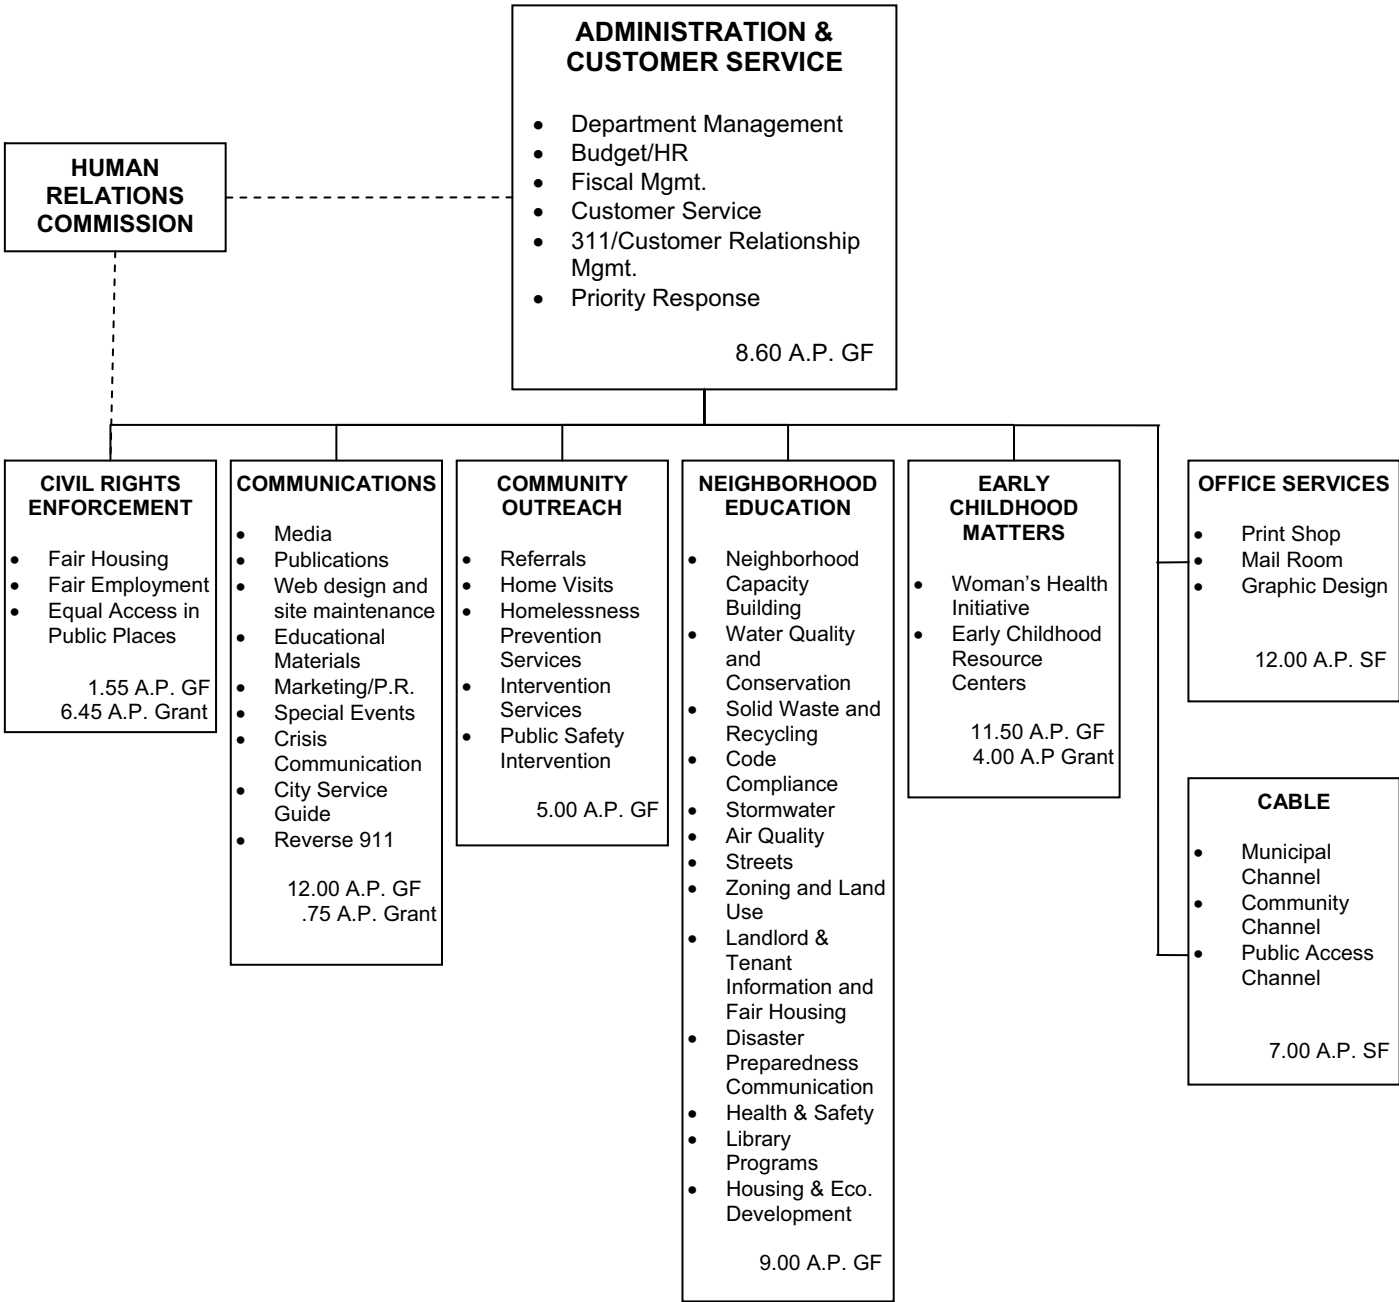 ADMINISTRATION &
CUSTOMER SERVICE
• Department Management
• Budget/HR
• Fiscal Mgmt.
• Customer Service
• 311/Customer Relationship
Mgmt.
• Priority Response
8.60 A.P. GF
HUMAN
RELATIONS
COMMISSION
CIVIL RIGHTS
ENFORCEMENT
• Fair Housing
• Fair Employment
• Equal Access in
Public Places
1.55 A.P. GF
6.45 A.P. Grant
COMMUNICATIONS
• Media
• Publications
• Web design and
site maintenance
• Educational
Materials
• Marketing/P.R.
• Special Events
• Crisis
Communication
• City Service
Guide
• Reverse 911
12.00 A.P. GF
.75 A.P. Grant
COMMUNITY
OUTREACH
• Referrals
• Home Visits
• Homelessness
Prevention
Services
• Intervention
Services
• Public Safety
Intervention
5.00 A.P. GF
NEIGHBORHOOD
EDUCATION
• Neighborhood
Capacity
Building
• Water Quality
and
Conservation
• Solid Waste and
Recycling
• Code
Compliance
• Stormwater
• Air Quality
• Streets
• Zoning and Land
Use
• Landlord &
Tenant
Information and
Fair Housing
• Disaster
Preparedness
Communication
• Health & Safety
• Library
Programs
• Housing & Eco.
Development
9.00 A.P. GF
EARLY
CHILDHOOD
MATTERS
• Woman's Health
Initiative
• Early Childhood
Resource
Centers
11.50 A.P. GF
4.00 A.P Grant
OFFICE SERVICES
• Print Shop
• Mail Room
• Graphic Design
12.00 A.P. SF
CABLE
• Municipal
Channel
• Community
Channel
• Public Access
Channel
7.00 A.P. SF